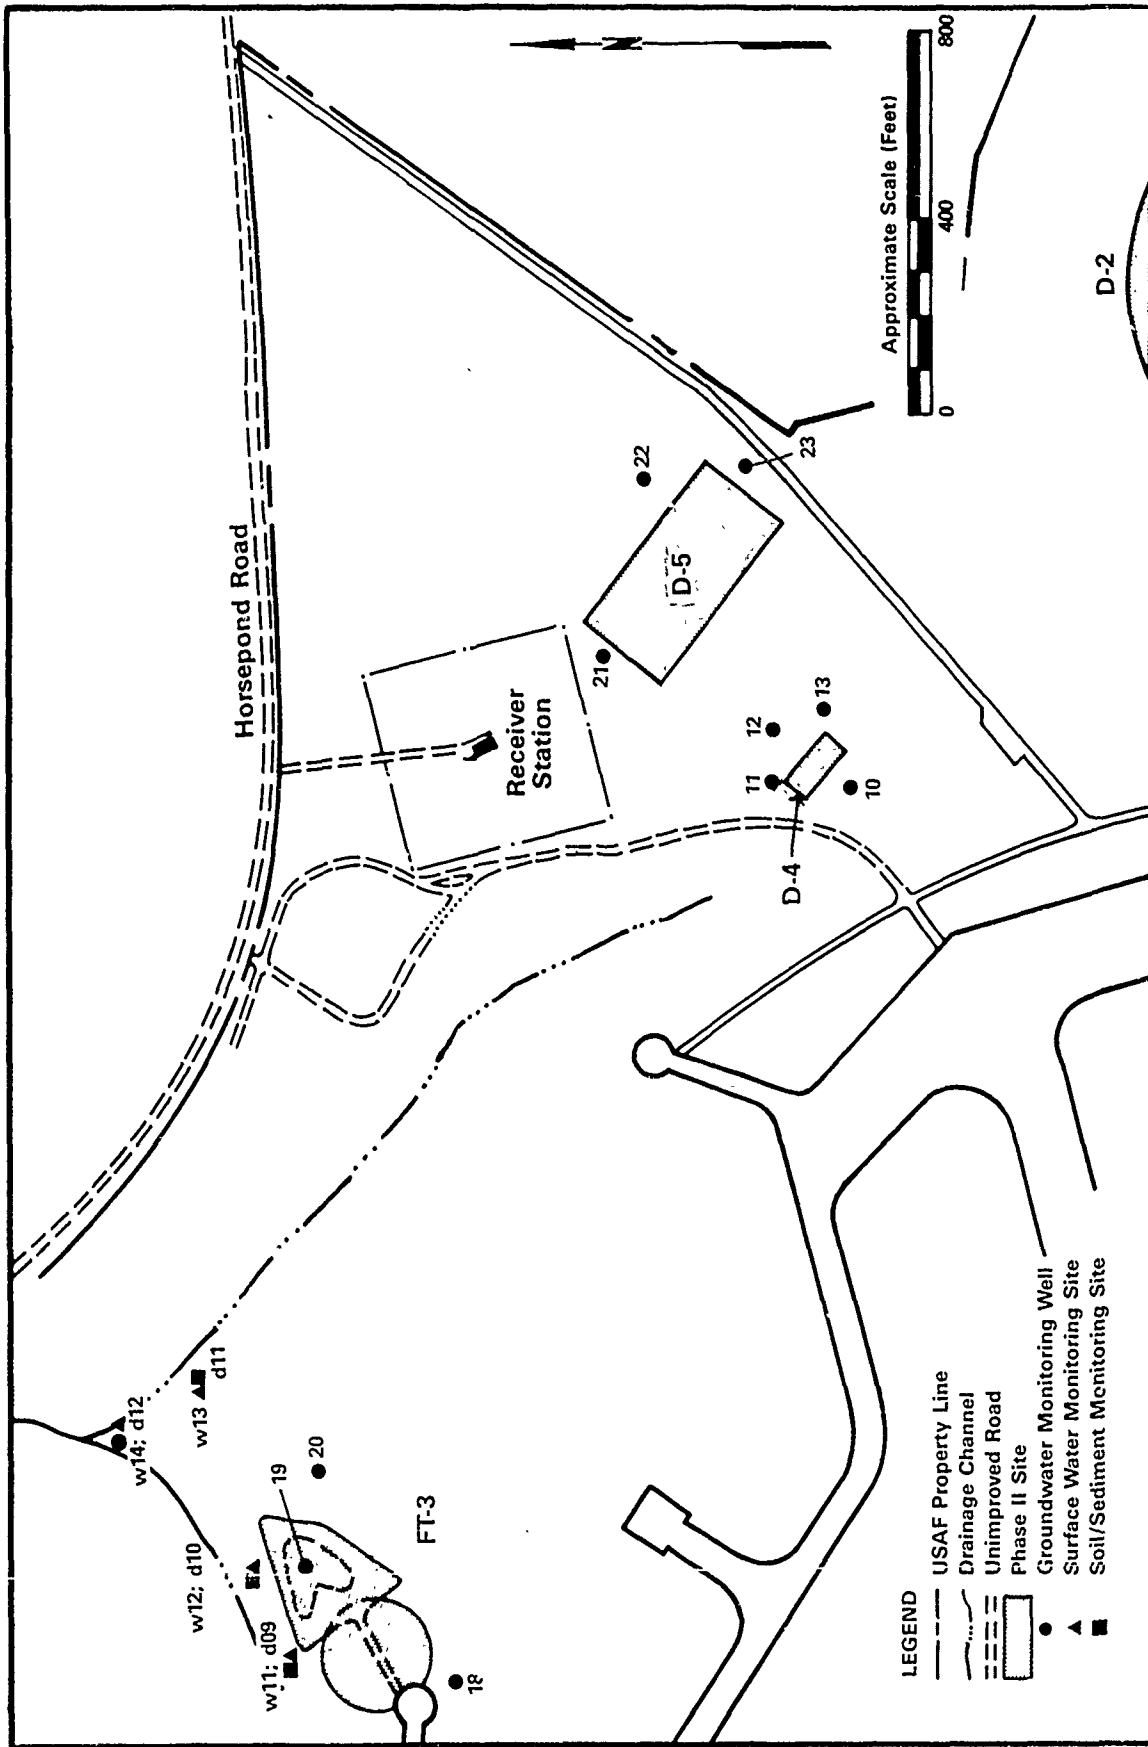 Horsepond Road
N
Approximate Scale (Feet)
0
400
800
D-2
22
23
D-5
21
Receiver
Station
12
13
11
10
D-4
w14; d12
w13
d11
w12; d10
w11; d09
19
20
FT-3
18
LEGEND
USAF Property Line
Drainage Channel
Unimproved Road
Phase II Site
Groundwater Monitoring Well
Surface Water Monitoring Site
Soil/Sediment Monitoring Site